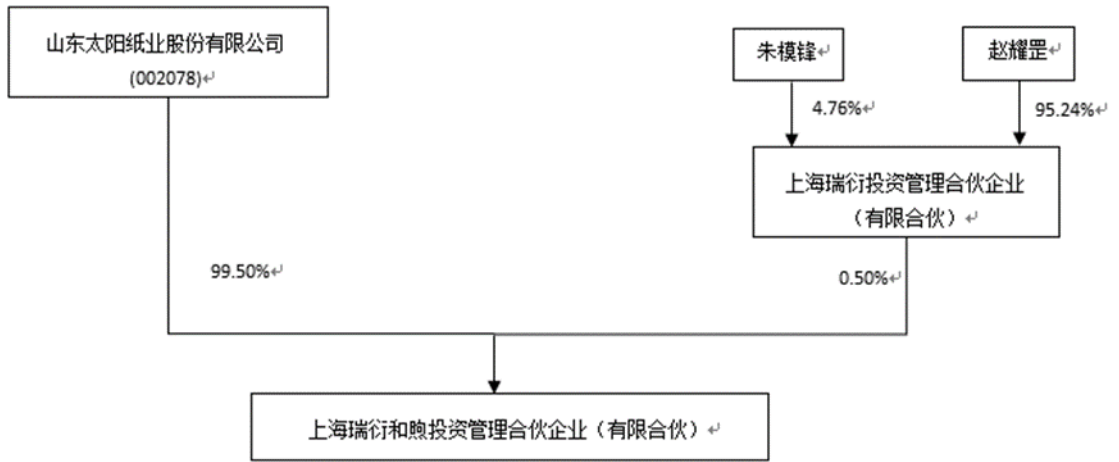 山东太阳纸业股份有限公司
(002078)
朱模锋
赵耀罡
4.76%
95.24%
上海瑞衍投资管理合伙企业
（有限合伙）
99.50%
0.50%
上海瑞衍和煦投资管理合伙企业（有限合伙）